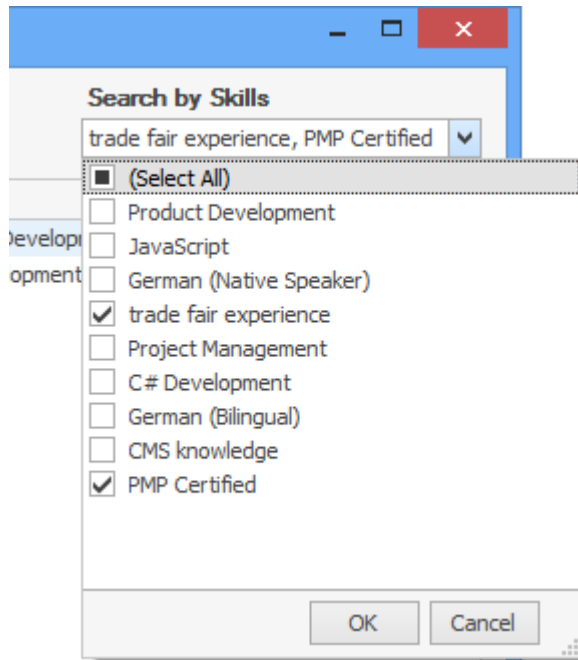 Search by Skills
trade fair experience, PMP Certified
(Select All)
Product Development
JavaScript
German (Native Speaker)
trade fair experience
Project Management
C# Development
German (Bilingual)
CMS knowledge
PMP Certified
OK
Cancel